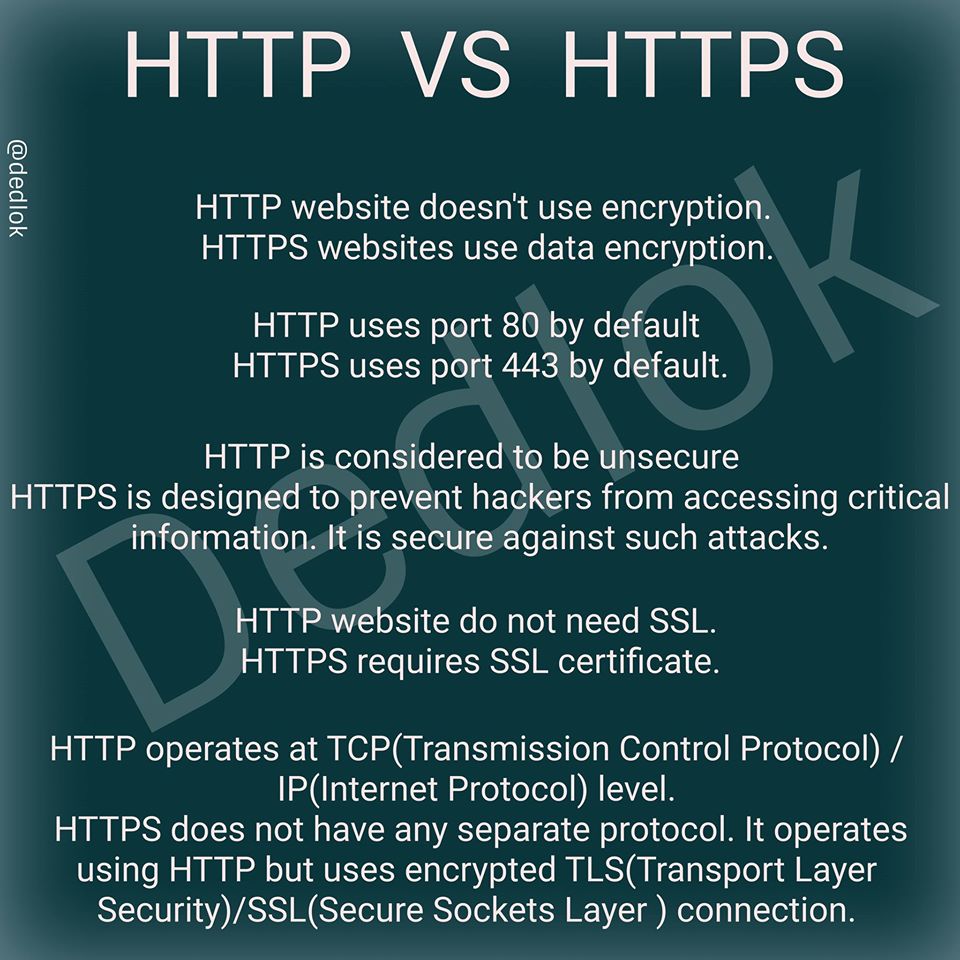 HTTP VS HTTPS
@dedlok
HTTP website doesn't use encryption.
HTTPS websites use data encryption.
HTTP uses port 80 by default
HTTPS uses port 443 by default.
HTTP is considered to be unsecure
HTTPS is designed to prevent hackers from accessing critical
information. It is secure against such attacks.
HTTP website do not need SSL.
HTTPS requires SSL certificate.
HTTP operates at TCP(Transmission Control Protocol) /
IP(Internet Protocol) level.
HTTPS does not have any separate protocol. It operates
using HTTP but uses encrypted TLS(Transport Layer
Security)/SSL(Secure Sockets Layer ) connection.
Dedlok